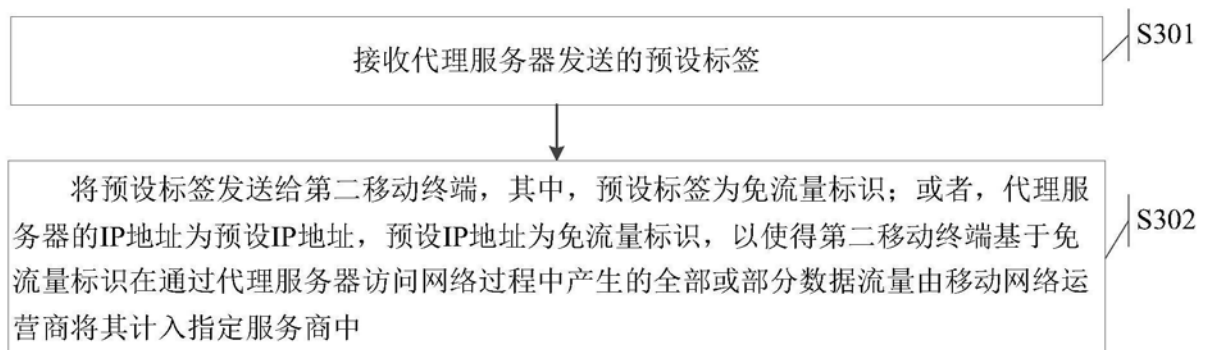 接收代理服务器发送的预设标签
S301
将预设标签发送给第二移动终端，其中，预设标签为免流量标识；或者，代理服
务器的IP地址为预设IP地址，预设IP地址为免流量标识，以使得第二移动终端基于免
流量标识在通过代理服务器访问网络过程中产生的全部或部分数据流量由移动网络运
营商将其计入指定服务商中
S302